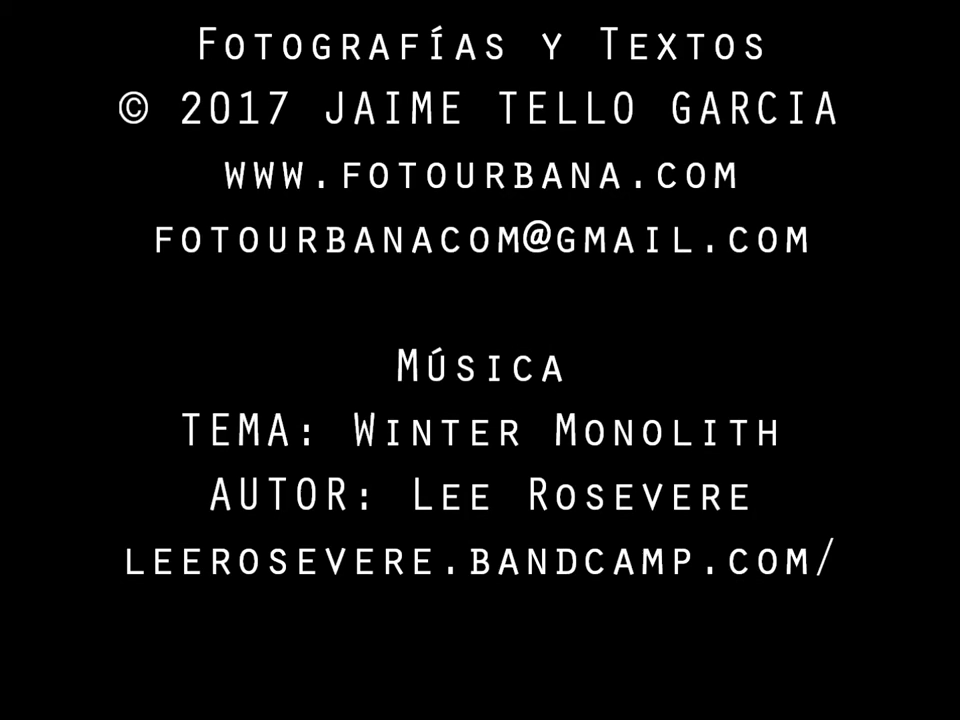 Fotografías y Textos
© 2017 JAIME TELLO GARCIA
www.fotourbana.com
fotourbanacom@gmail.com
Música
TEMA: Winter Monolith
AUTOR: Lee Rosevere
leerosevere.bandcamp.com/